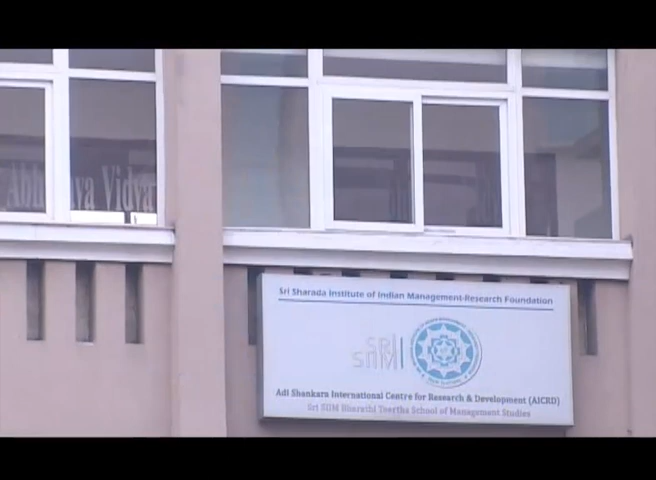 Vidya
Sri Sharada Institute of Indian Management-Research Foundation
SRI
SIIM
Adi Shankara International Centre for Research & Development (AICRD)
Sri SIIM Bharathi Teertha School of Management Studies